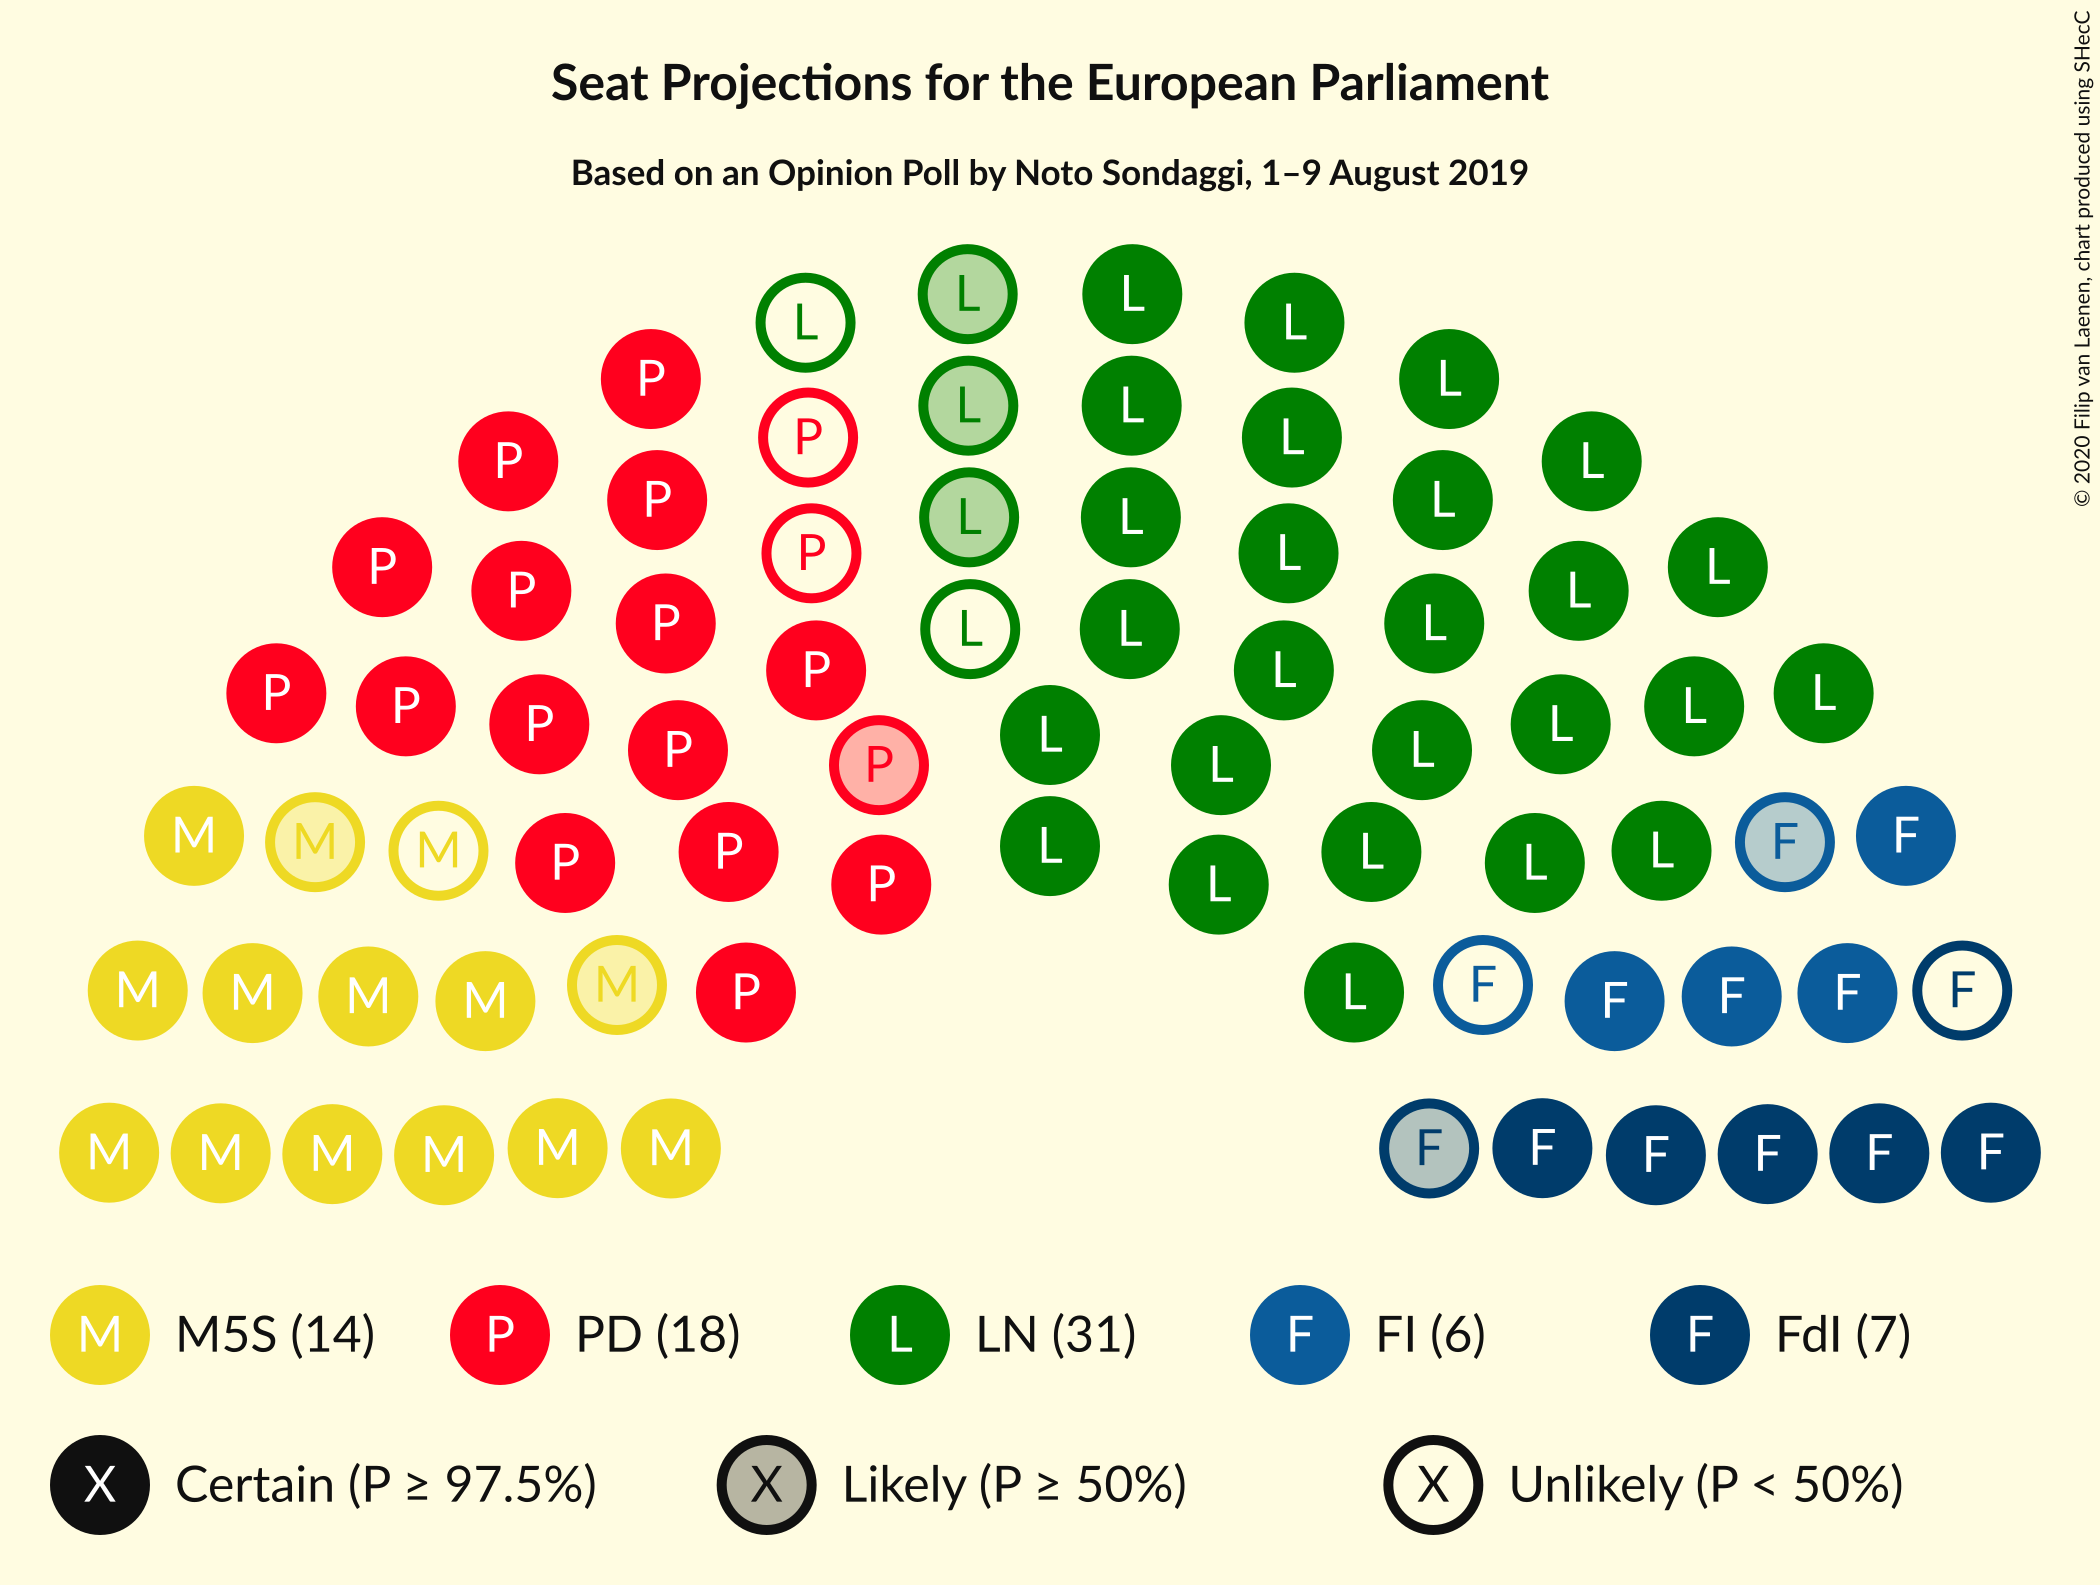 Seat Projections for the European Parliament
Based on an Opinion Poll by Noto Sondaggi, 1–9 August 2019
© 2020 Filip van Laenen, chart produced using SHecC
L L
L L
P L
P P L L
P L
P L L
P P L L
P P L L
L
P L
P L
P L
P P L L
P P L L
L
P L L
M F F
M M P L L F
P P L L
P L
M M M M M P L F F F F F
M M M M M M F F F F F F
M M5S (14) P PD (18) L LN (31) F FI (6) F FdI (7)
X Certain (P ≥ 97.5%) X Likely (P ≥ 50%) X Unlikely (P < 50%)